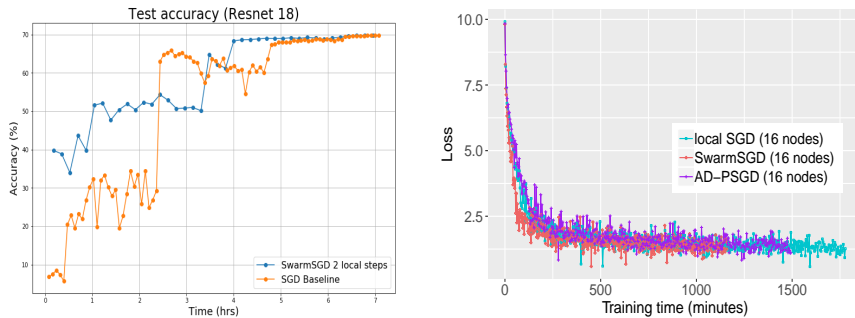 Test accuracy (Resnet 18)
80
70
60
50
40
30
20
10
Accuracy (%)
0
1
2
3
4
5
6
7
Time (hrs)
SwarmSGD 2 local steps
SGD Baseline
10.0
7.5
5.0
2.5
Loss
0
500
1000
1500
Training time (minutes)
local SGD (16 nodes)
SwarmSGD (16 nodes)
AD-PSGD (16 nodes)